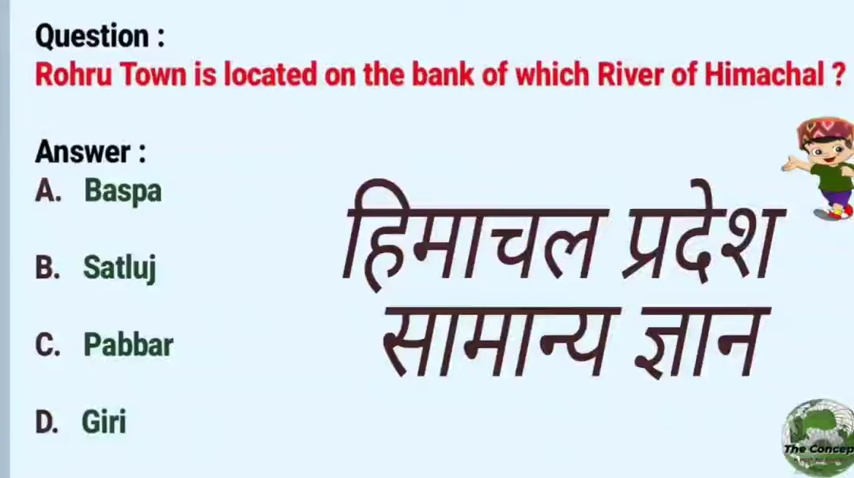 Question :
Rohru Town is located on the bank of which River of Himachal ?
Answer :
A. Baspa
B. Satluj
C. Pabbar
D. Giri
हिमाचल प्रदेश
सामान्य ज्ञान
The Concep